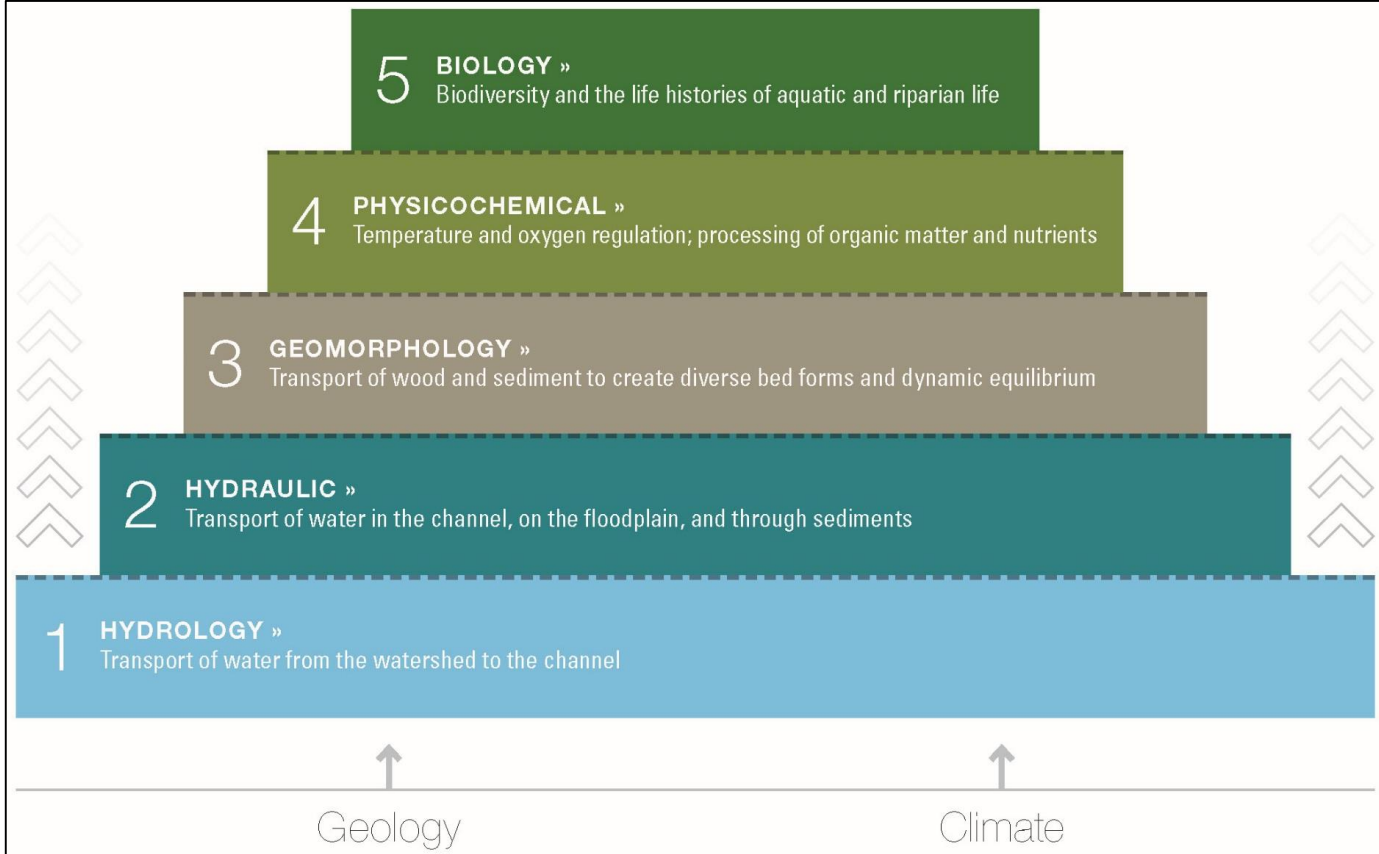 5 BIOLOGY »
Biodiversity and the life histories of aquatic and riparian life
4 PHYSICOCHEMICAL »
Temperature and oxygen regulation; processing of organic matter and nutrients
3 GEOMORPHOLOGY »
Transport of wood and sediment to create diverse bed forms and dynamic equilibrium
2 HYDRAULIC »
Transport of water in the channel, on the floodplain, and through sediments
1 HYDROLOGY »
Transport of water from the watershed to the channel
Geology Climate